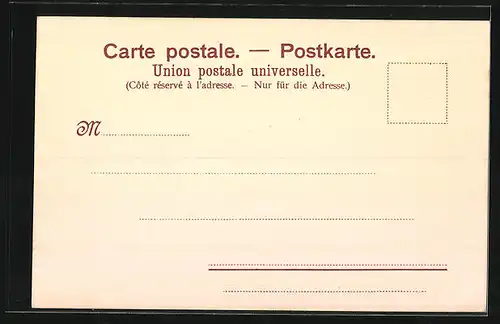 Carte postale. — Postkarte.
Union postale universelle.
(Côté réservé à l'adresse. – Nur für die Adresse.)
M